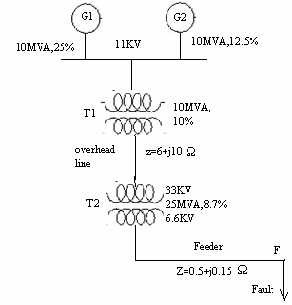 G1
G2
10MVA,25%
11KV
10MVA,12.5%
T1
10MVA,
10%
overhead
line
z=6+j10 Ω
T2
33KV
25MVA,8.7%
6.6KV
Feeder
F
Z=0.5+j0.15 Ω
Fault